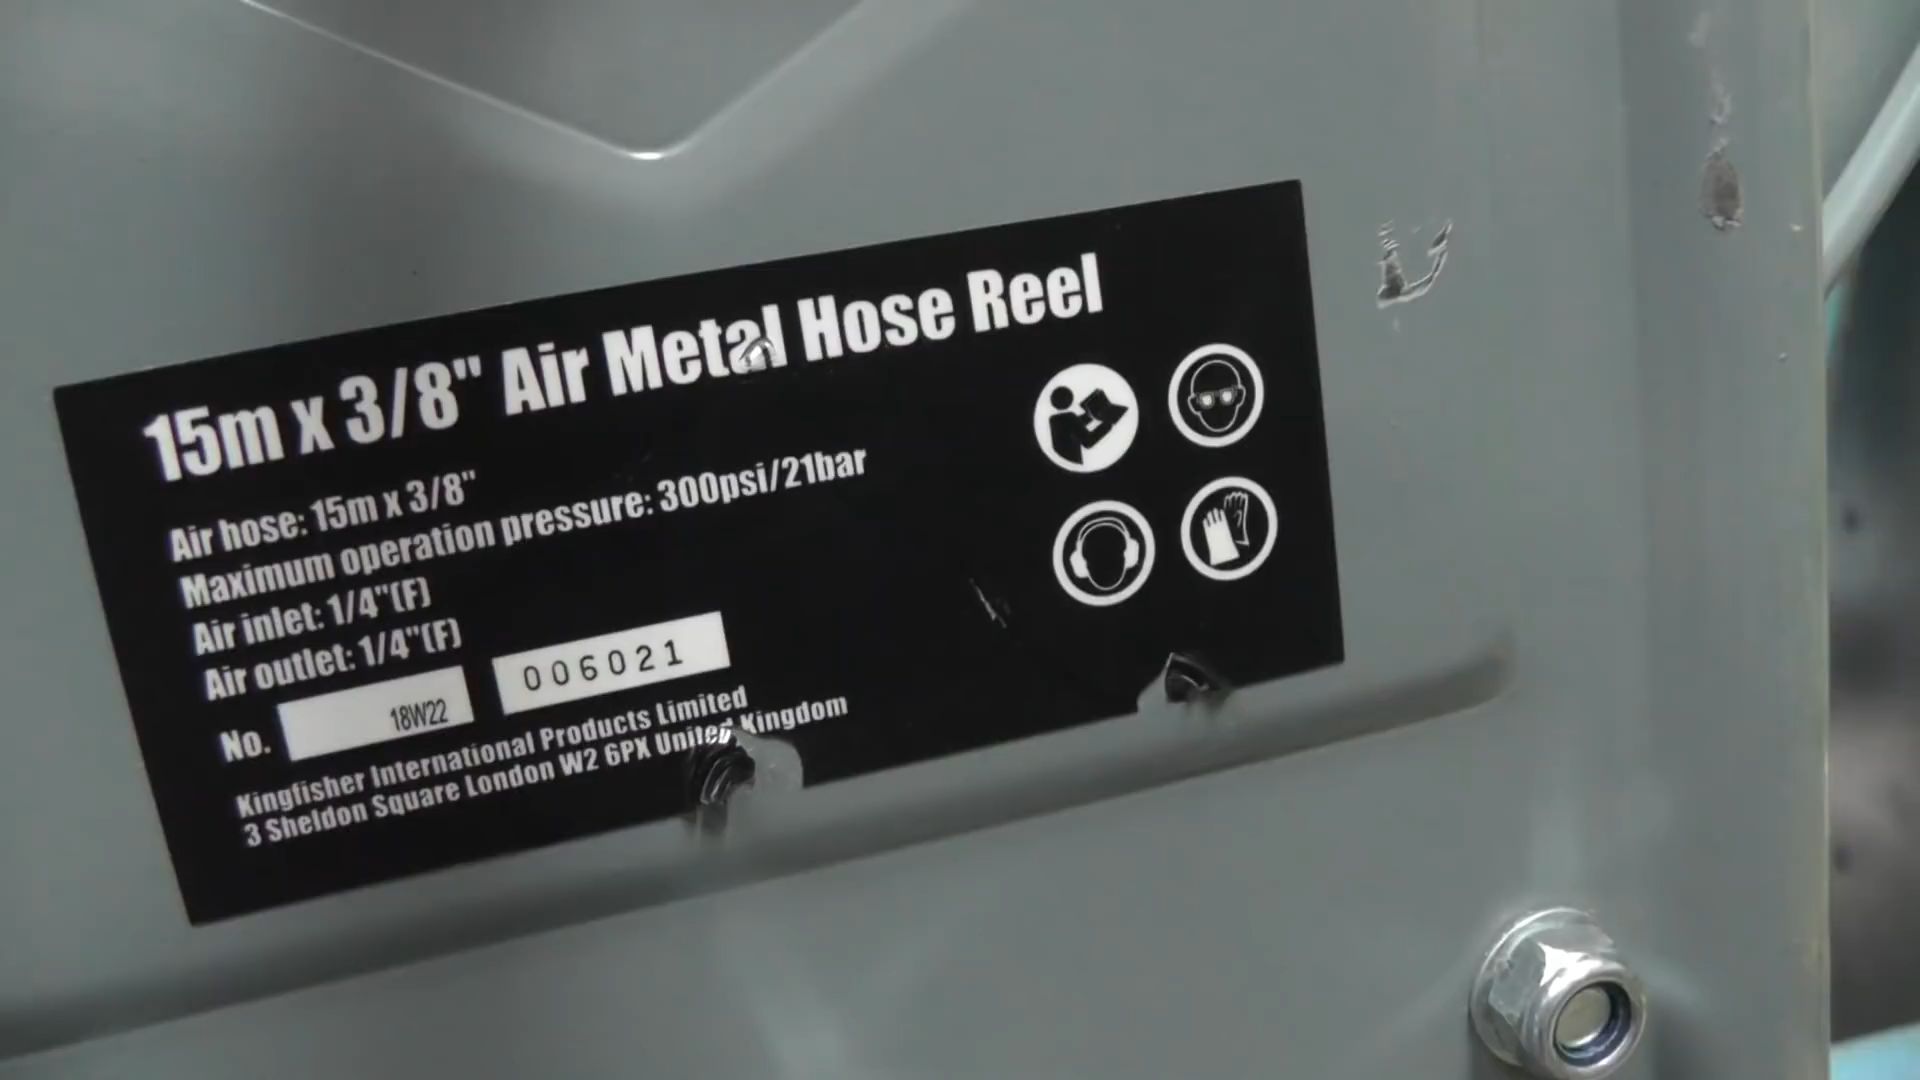 15m x 3/8" Air Metal Hose Reel
Air hose: 15m x 3/8"
Maximum operation pressure: 300psi/21bar
Air inlet: 1/4"(F)
Air outlet: 1/4"(F)
No. 18W22 006021
Kingfisher International Products Limited
3 Sheldon Square London W2 6PX United Kingdom